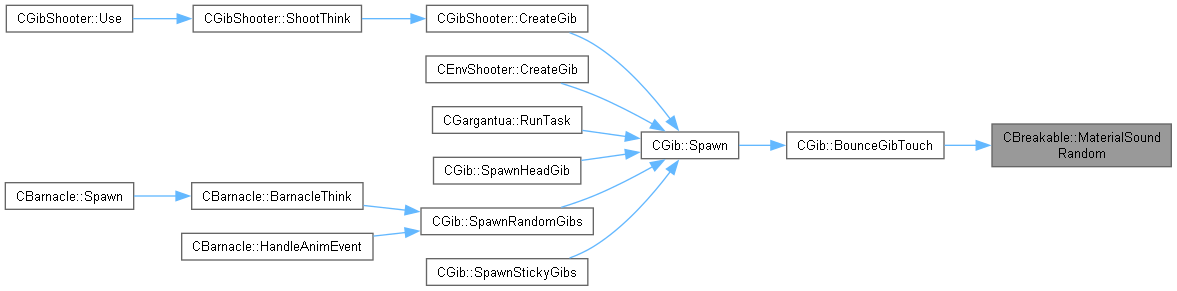 CGibShooter::Use
CGibShooter::ShootThink
CGibShooter::CreateGib
CEnvShooter::CreateGib
CGargantua::RunTask
CGib::SpawnHeadGib
CGib::Spawn
CGib::BounceGibTouch
CBreakable::MaterialSound
Random
CBarnacle::Spawn
CBarnacle::BarnacleThink
CGib::SpawnRandomGibs
CBarnacle::HandleAnimEvent
CGib::SpawnStickyGibs